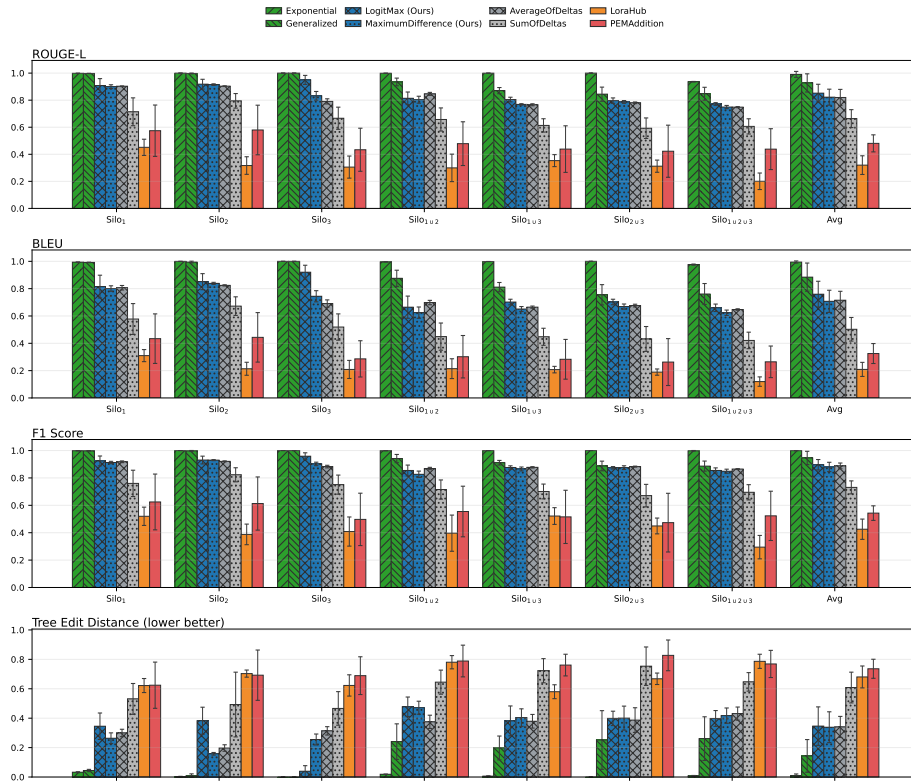 Exponential LogitMax (Ours) AverageOfDeltas LoraHub
Generalized MaximumDifference (Ours) SumOfDeltas PEMAddition
ROUGE-L
1.0
0.8
0.6
0.4
0.2
0.0
Silo₁ Silo₂ Silo₃ Silo₁∪₂ Silo₁∪₃ Silo₂∪₃ Silo₁∪₂∪₃ Avg
BLEU
1.0
0.8
0.6
0.4
0.2
0.0
Silo₁ Silo₂ Silo₃ Silo₁∪₂ Silo₁∪₃ Silo₂∪₃ Silo₁∪₂∪₃ Avg
F1 Score
1.0
0.8
0.6
0.4
0.2
0.0
Silo₁ Silo₂ Silo₃ Silo₁∪₂ Silo₁∪₃ Silo₂∪₃ Silo₁∪₂∪₃ Avg
Tree Edit Distance (lower better)
1.0
0.8
0.6
0.4
0.2